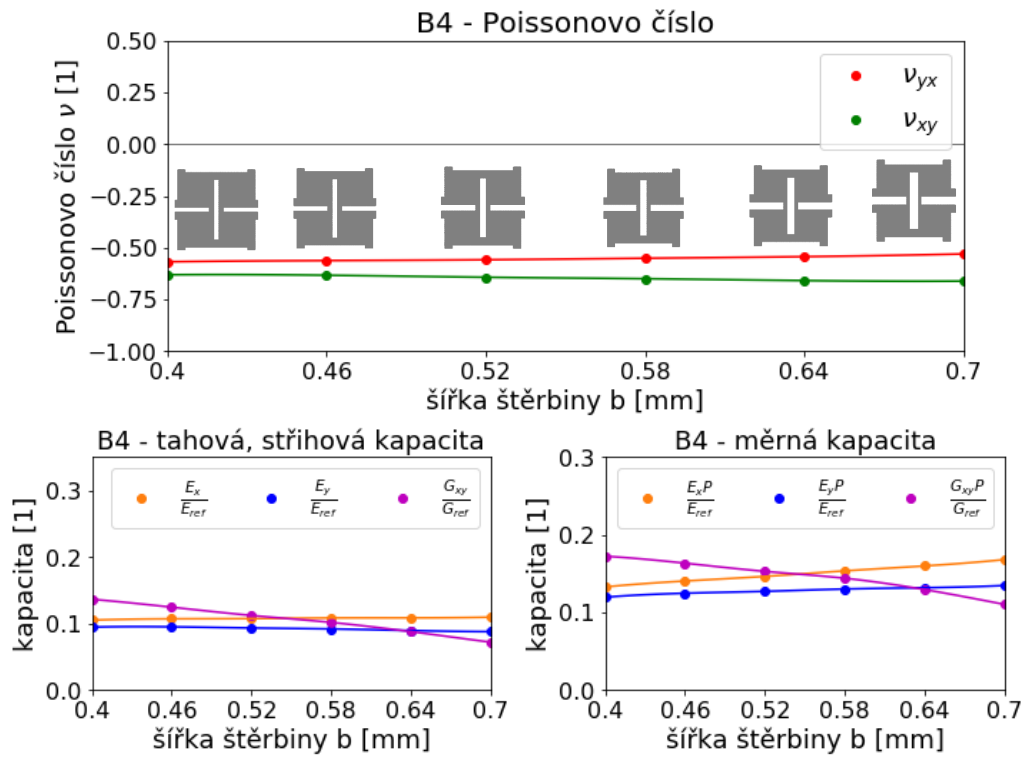 B4 - Poissonovo číslo
Poissonovo číslo ν [1]
0.50
0.25
0.00
−0.25
−0.50
−0.75
−1.00
ν_yx
ν_xy
0.4 0.46 0.52 0.58 0.64 0.7
šířka štěrbiny b [mm]
B4 - tahová, střihová kapacita
kapacita [1]
0.3
0.2
0.1
0.0
E_x/E_ref E_y/E_ref G_xy/G_ref
0.4 0.46 0.52 0.58 0.64 0.7
šířka štěrbiny b [mm]
B4 - měrná kapacita
kapacita [1]
0.3
0.2
0.1
0.0
E_xP/E_ref E_yP/E_ref G_xyP/G_ref
0.4 0.46 0.52 0.58 0.64 0.7
šířka štěrbiny b [mm]